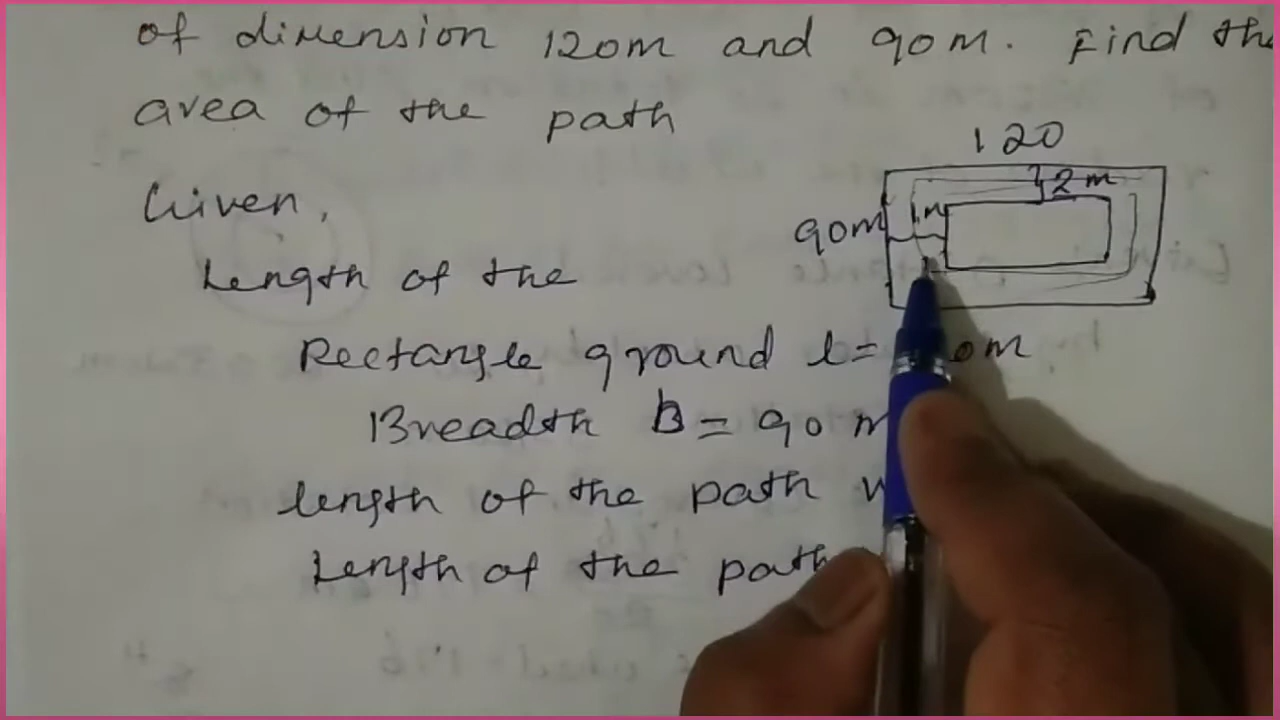 of dimension 120m and 90m. Find the
area of the path
120
2m
90m
Given,
Length of the
Rectangle ground l= 0m
Breadth B = 90 m
length of the path
Length of the path